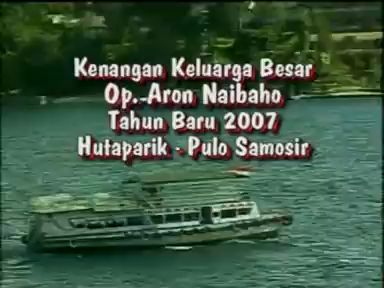 Kenangan Keluarga Besar
Op.-Aron Naibaho
Tahun Baru 2007
Hutaparik - Pulo Samosir